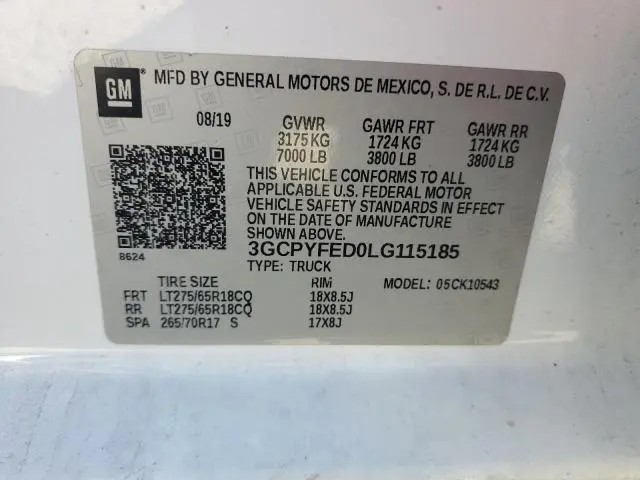 GM ® MFD BY GENERAL MOTORS DE MEXICO, S. DE R.L. DE C.V.
08/19 GVWR GAWR FRT GAWR RR
3175 KG 1724 KG 1724 KG
7000 LB 3800 LB 3800 LB
THIS VEHICLE CONFORMS TO ALL
APPLICABLE U.S. FEDERAL MOTOR
VEHICLE SAFETY STANDARDS IN EFFECT
ON THE DATE OF MANUFACTURE
SHOWN ABOVE.
3GCPYFED0LG115185
8624 TYPE: TRUCK
TIRE SIZE RIM MODEL: 05CK10543
FRT LT275/65R18CQ 18X8.5J
RR LT275/65R18CQ 18X8.5J
SPA 265/70R17 S 17X8J